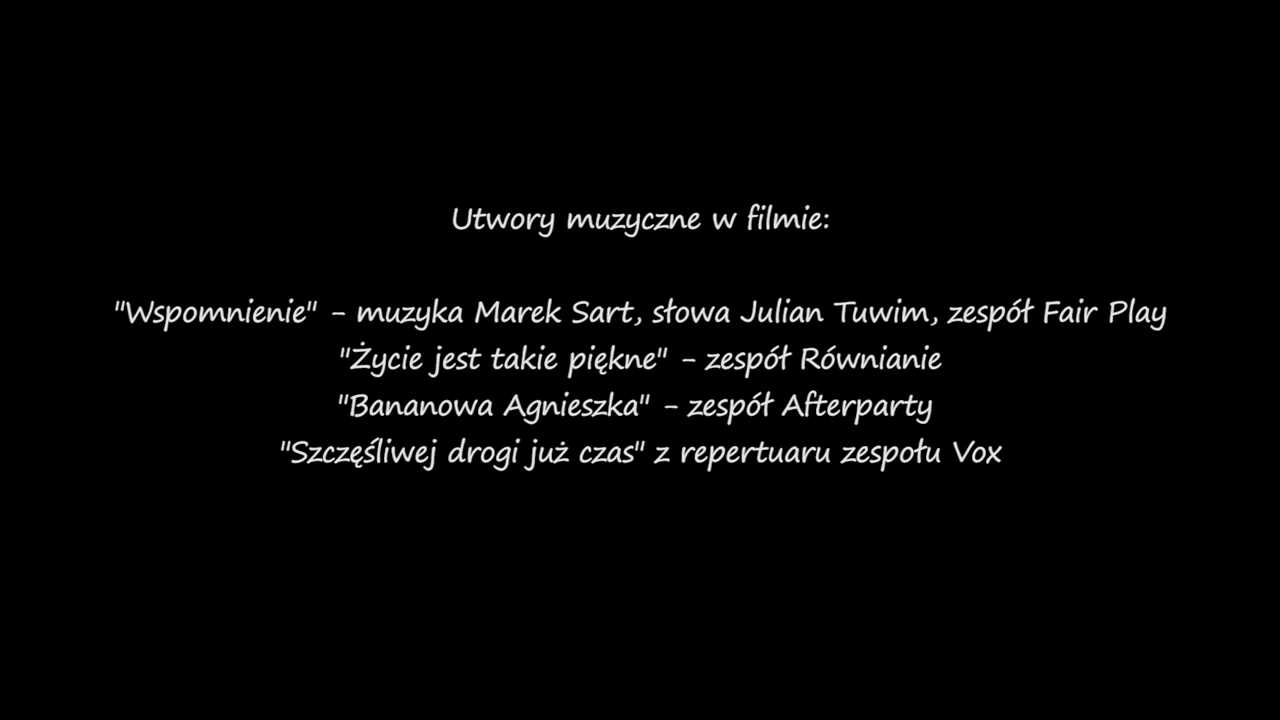 Utwory muzyczne w filmie:
"Wspomnienie" - muzyka Marek Sart, słowa Julian Tuwim, zespół Fair Play
"Życie jest takie piękne" - zespół Równianie
"Bananowa Agnieszka" - zespół Afterparty
"Szczęśliwej drogi już czas" z repertuaru zespołu Vox